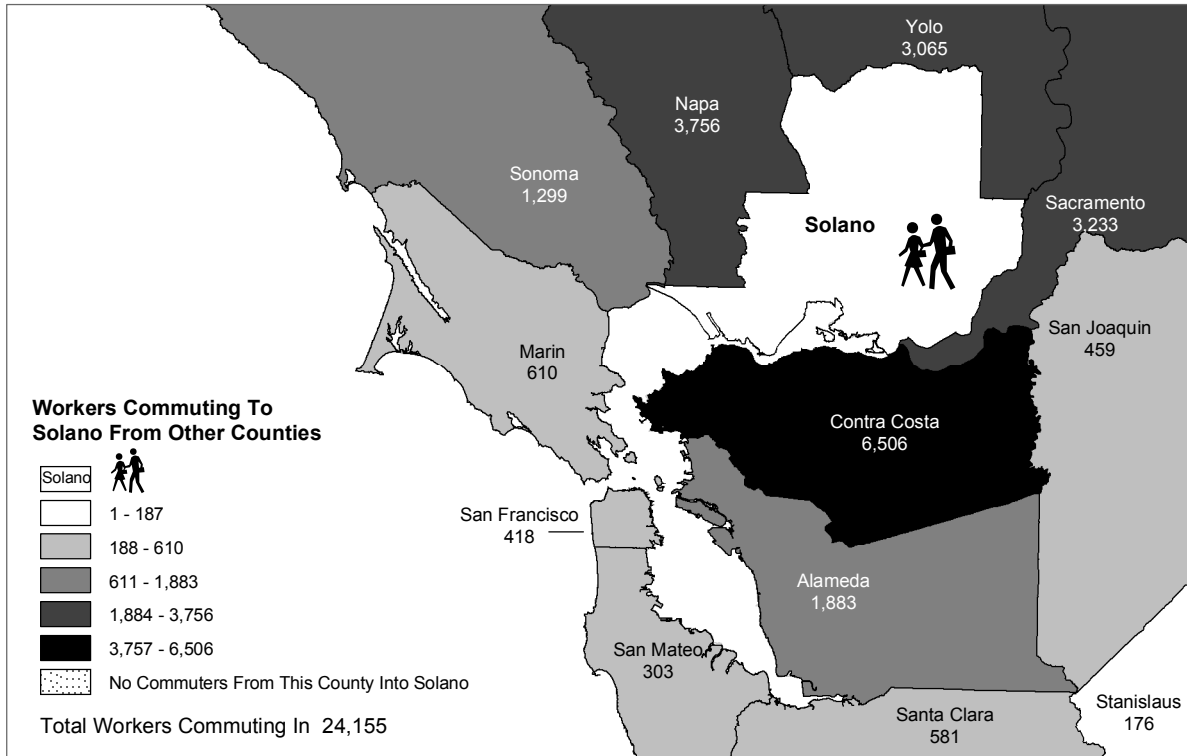 Yolo
3,065
Napa
3,756
Sonoma
1,299
Solano
Sacramento
3,233
San Joaquin
459
Marin
610
Contra Costa
6,506
Workers Commuting To
Solano From Other Counties
Solano
1 - 187
188 - 610
611 - 1,883
1,884 - 3,756
3,757 - 6,506
No Commuters From This County Into Solano
Total Workers Commuting In 24,155
San Francisco
418
Alameda
1,883
San Mateo
303
Santa Clara
581
Stanislaus
176